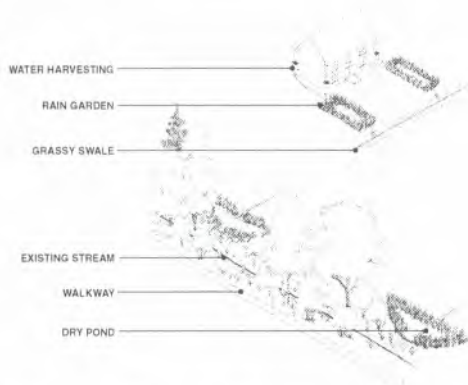 WATER HARVESTING
RAIN GARDEN
GRASSY SWALE
EXISTING STREAM
WALKWAY
DRY POND